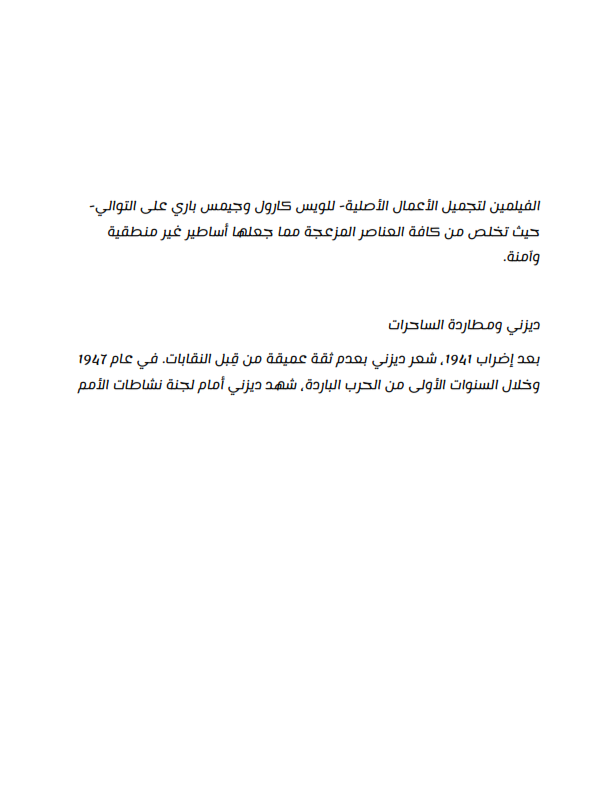 الفيلمين لتجميل الأعمال الأصلية- للويس كارول وجيمس باري على التوالي-
حيث تخلص من كافة العناصر المزعجة مما جعلها أساطير غير منطقية
وآمنة.
ديزني ومطاردة الساحرات
بعد إضراب 1941، شعر ديزني بعدم ثقة عميقة من قِبل النقابات. في عام 1947
وخلال السنوات الأولى من الحرب الباردة، شهد ديزني أمام لجنة نشاطات الأمم